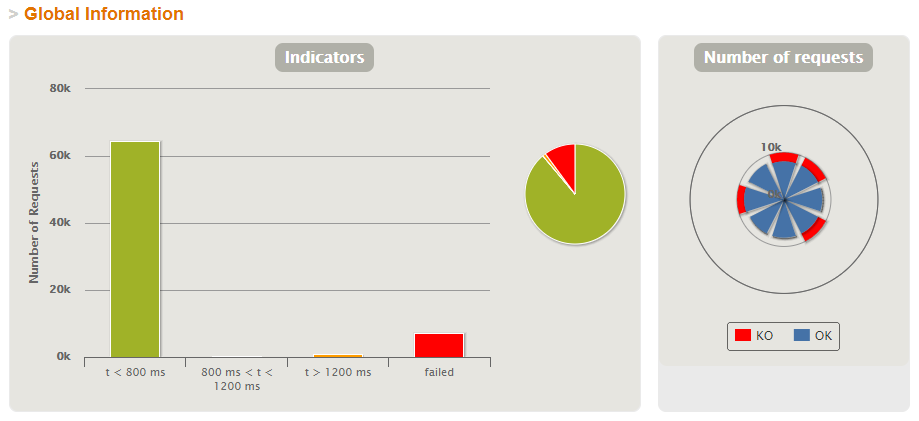 > Global Information
Indicators
80k
60k
40k
20k
0k
Number of Requests
t < 800 ms
800 ms < t <
1200 ms
t > 1200 ms
failed
Number of requests
10k
KO
OK